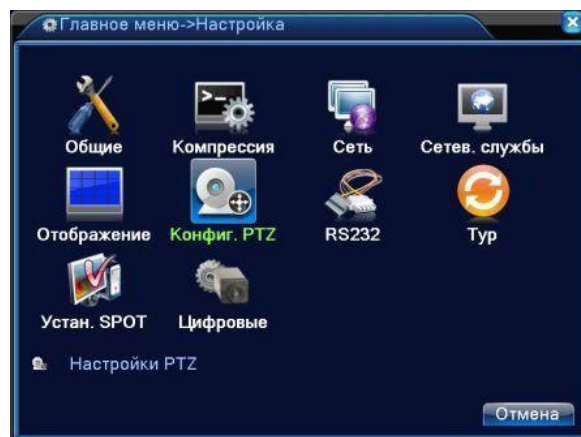 Главное меню->Настройка
Общие Компрессия Сеть Сетев. службы
Отображение Конфиг. PTZ RS232 Тур
Устан. SPOT Цифровые
Настройки PTZ
Отмена